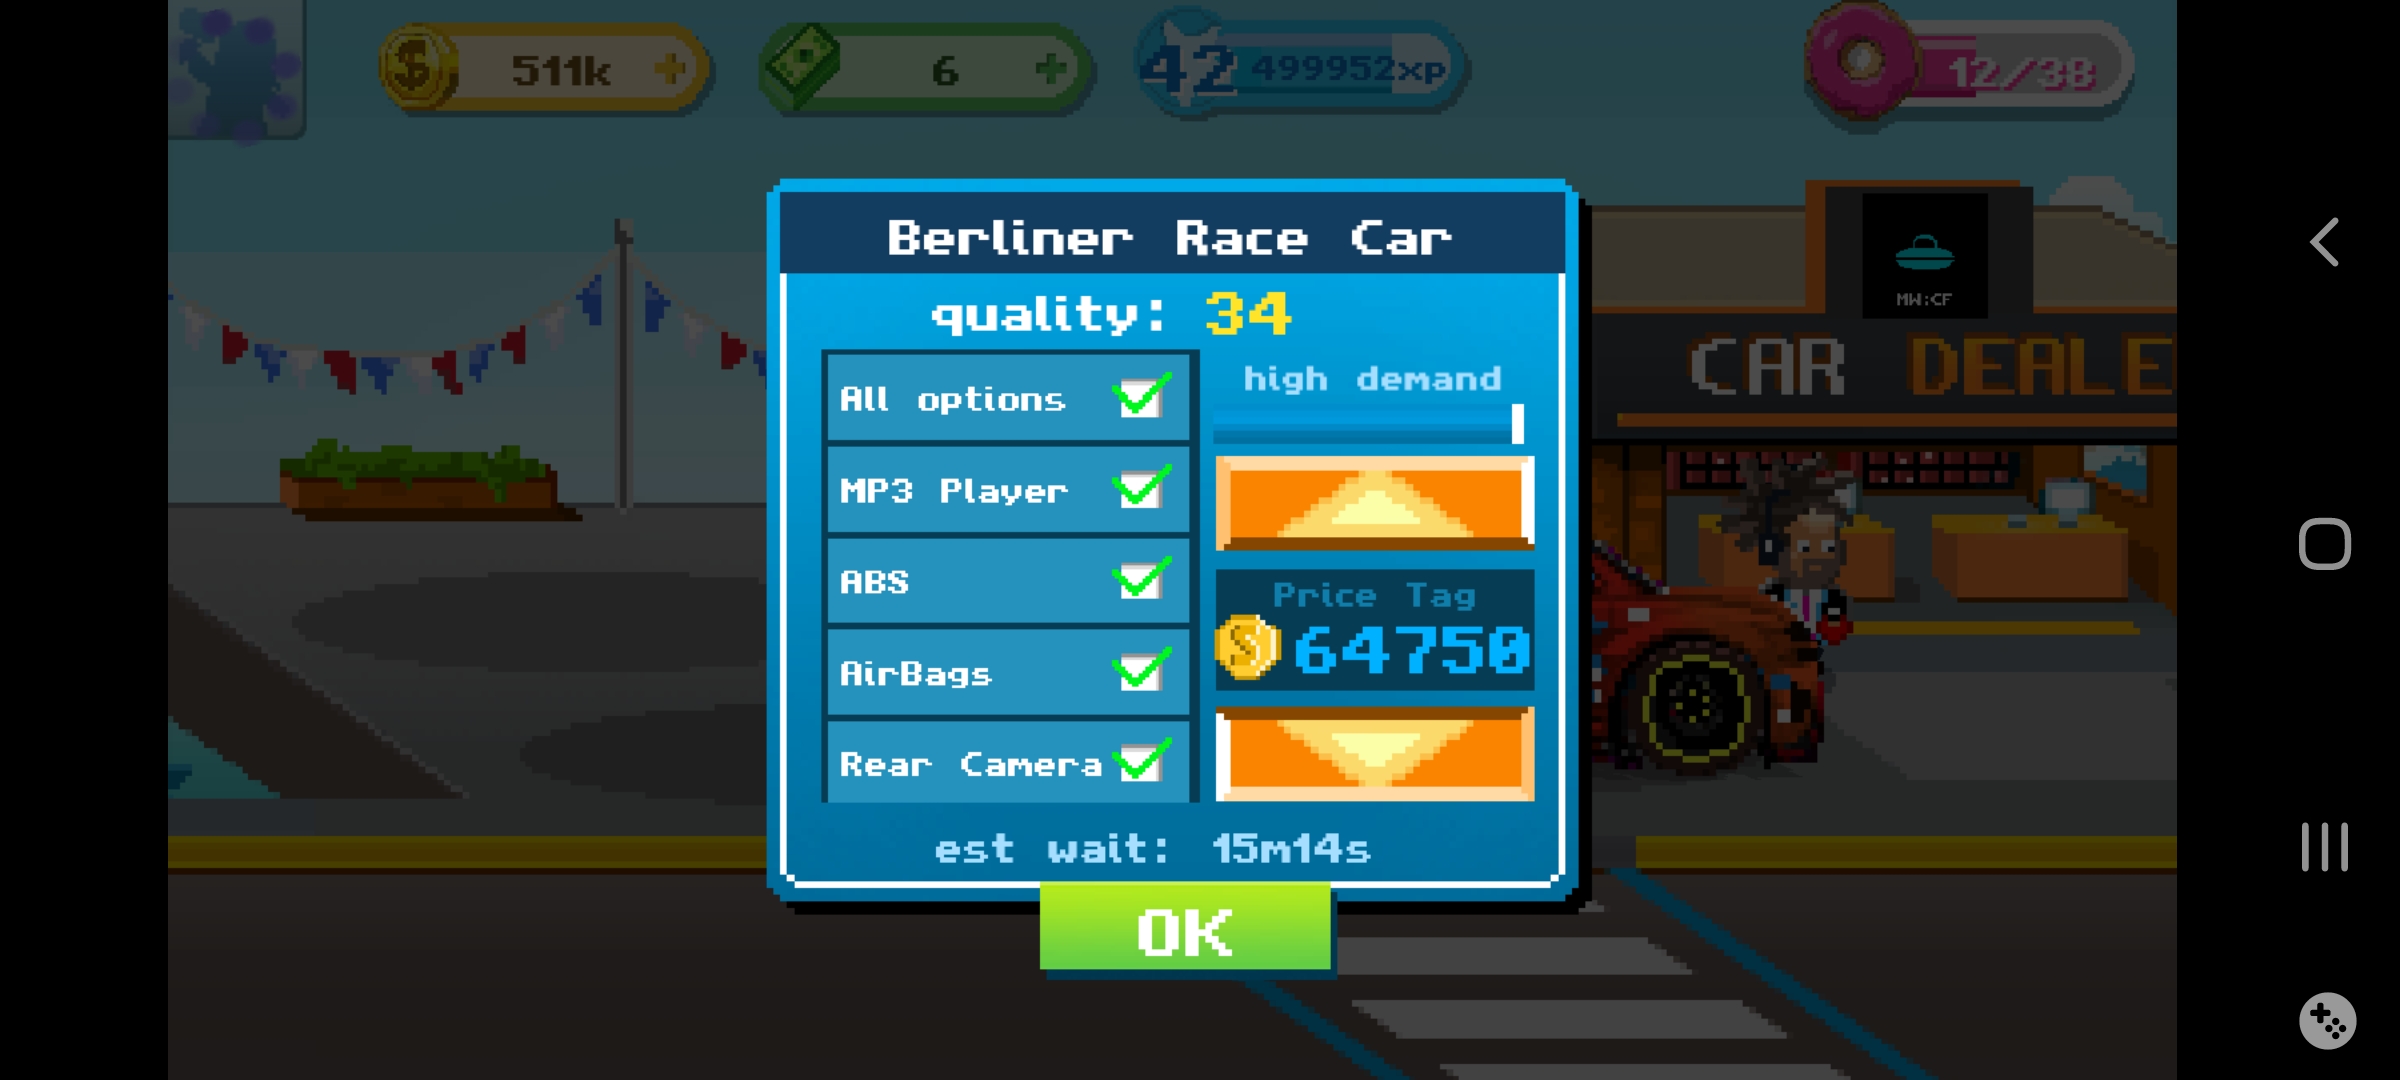 511k
6
42 499952xp
12/38
Berliner Race Car
quality: 34
All options
MP3 Player
ABS
AirBags
Rear Camera
high demand
Price Tag
64750
est wait: 15m14s
OK
MW:CF
CAR DEALE